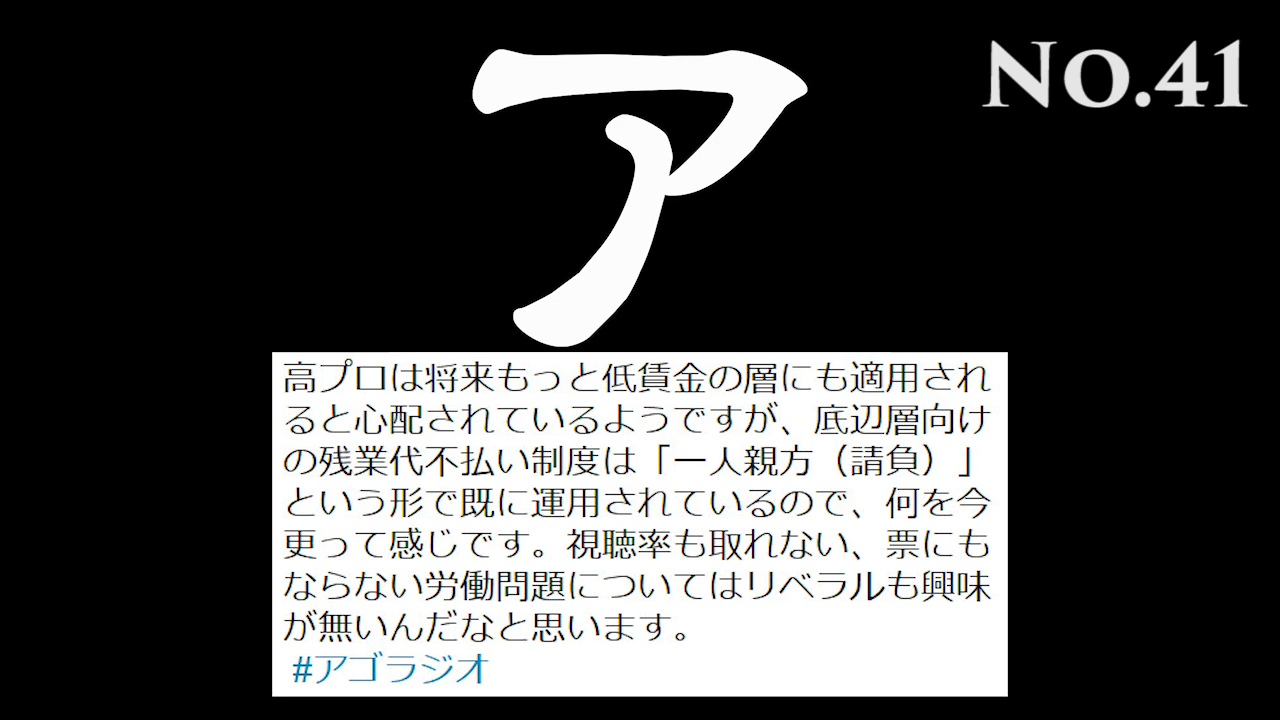 ア
No.41
高プロは将来もっと低賃金の層にも適用され
ると心配されているようですが、底辺層向け
の残業代不払い制度は「一人親方（請負）」
という形で既に運用されているので、何を今
更って感じです。視聴率も取れない、票にも
ならない労働問題についてはリベラルも興味
が無いんだなと思います。
#アゴラジオ